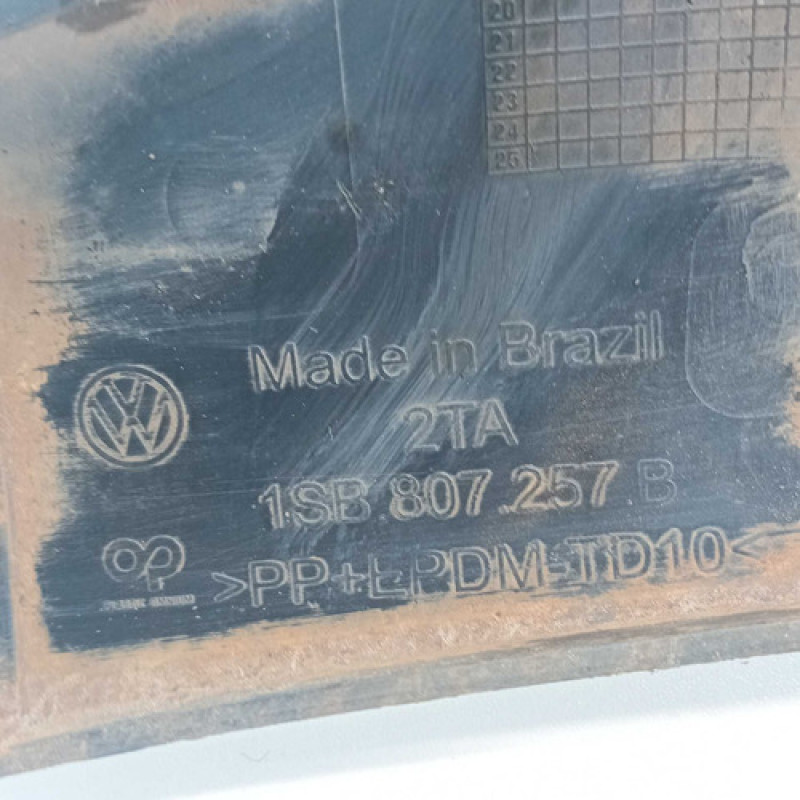 20
21
22
23
24
25
Made in Brazil
2TA
1SB 807.257 B
>PP+EPDM-TD10<